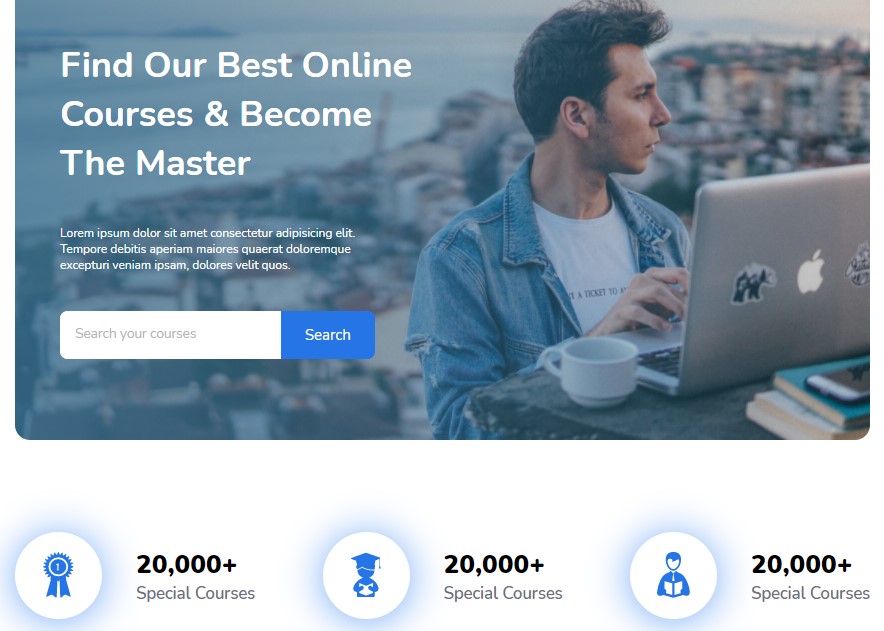 Find Our Best Online
Courses & Become
The Master
Lorem ipsum dolor sit amet consectetur adipisicing elit.
Tempore debitis aperiam maiores quaerat doloremque
excepturi veniam ipsam, dolores velit quos.
Search your courses
Search
T A TICKET TO
1
20,000+
Special Courses
20,000+
Special Courses
20,000+
Special Courses